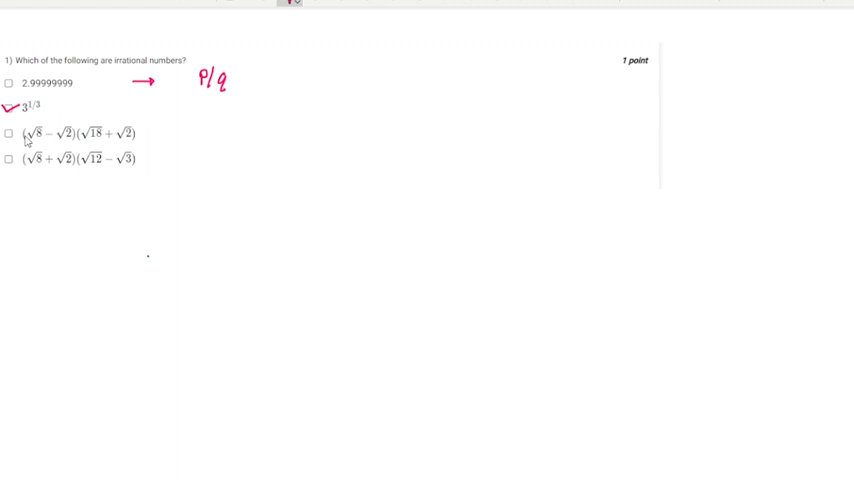 1) Which of the following are irrational numbers?
1 point
2.99999999 → P/q
3^{1/3}
(√8 − √2)(√18 + √2)
(√8 + √2)(√12 − √3)